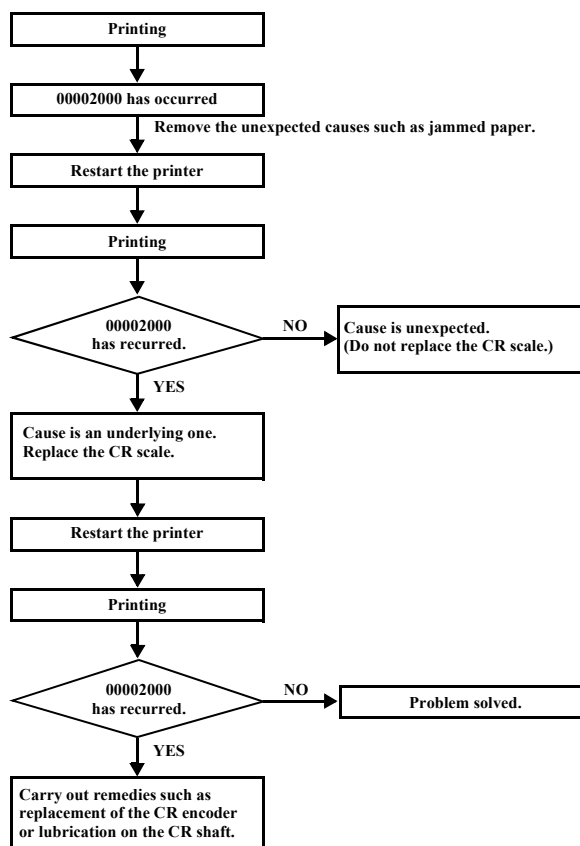 Printing
00002000 has occurred
Remove the unexpected causes such as jammed paper.
Restart the printer
Printing
00002000
has recurred.
NO
Cause is unexpected.
(Do not replace the CR scale.)
YES
Cause is an underlying one.
Replace the CR scale.
Restart the printer
Printing
00002000
has recurred.
NO
Problem solved.
YES
Carry out remedies such as
replacement of the CR encoder
or lubrication on the CR shaft.